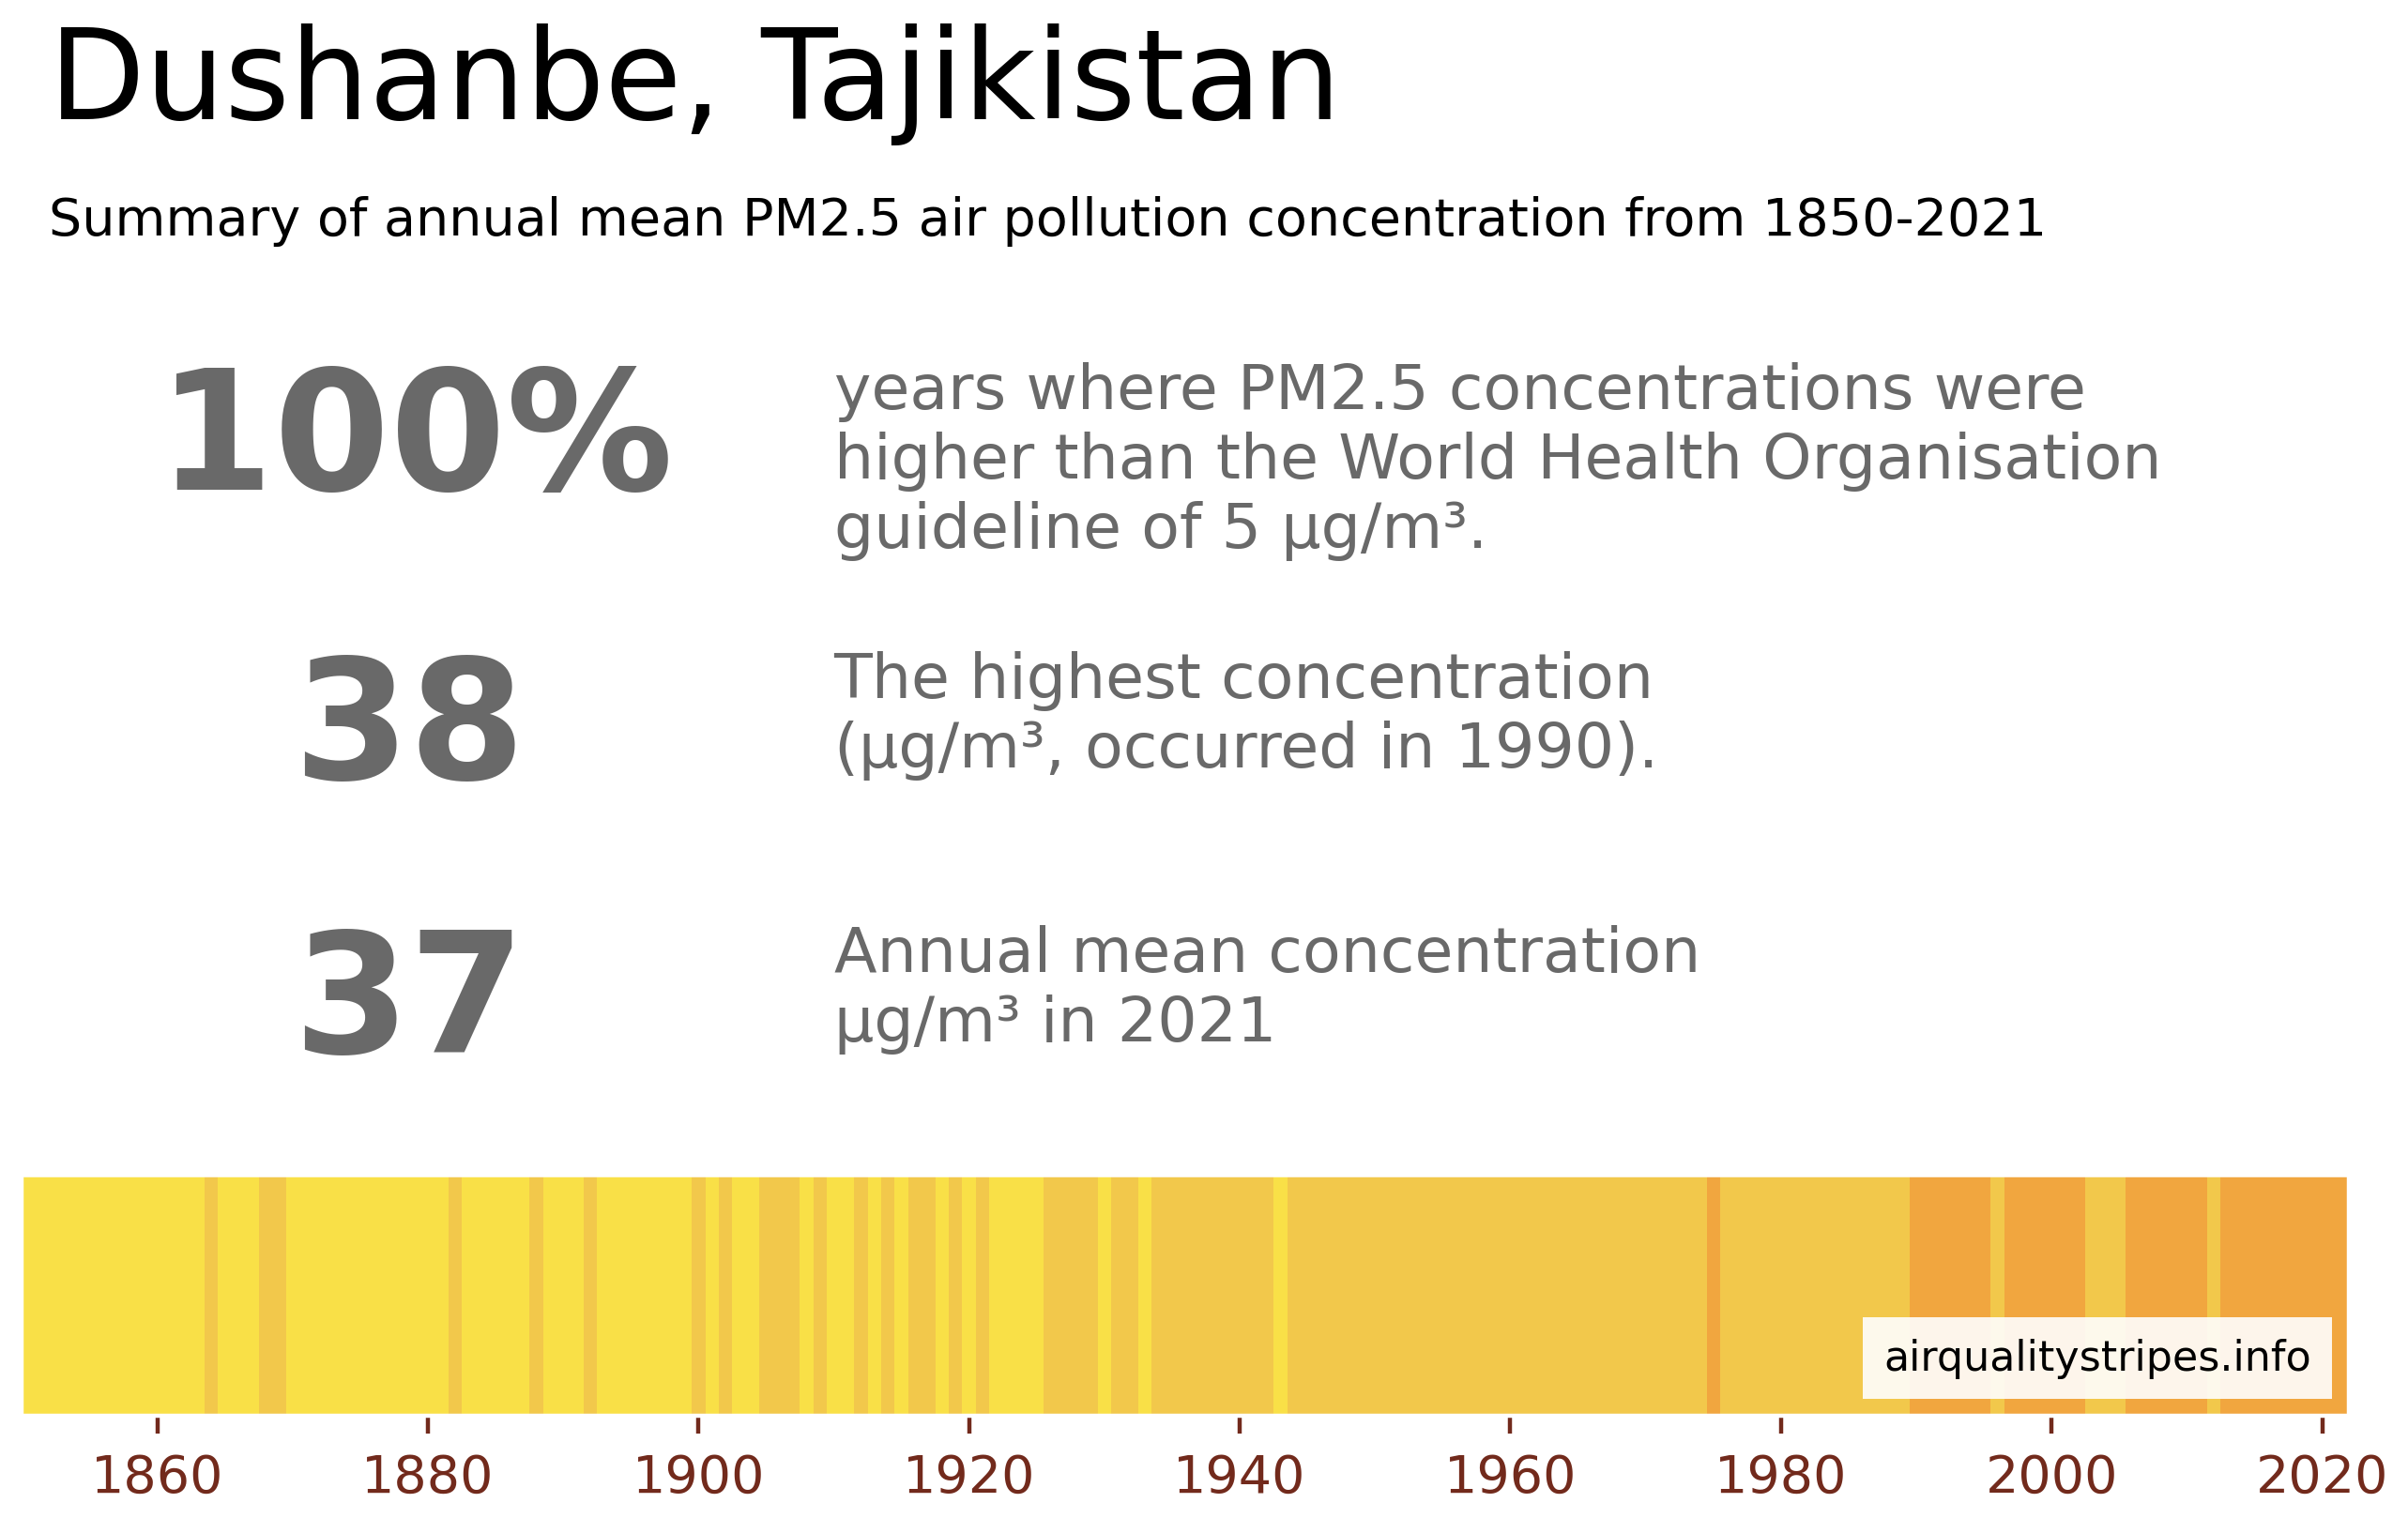 Dushanbe, Tajikistan
Summary of annual mean PM2.5 air pollution concentration from 1850-2021
100%
years where PM2.5 concentrations were
higher than the World Health Organisation
guideline of 5 µg/m³.
38
The highest concentration
(µg/m³, occurred in 1990).
37
Annual mean concentration
µg/m³ in 2021
airqualitystripes.info
1860 1880 1900 1920 1940 1960 1980 2000 2020